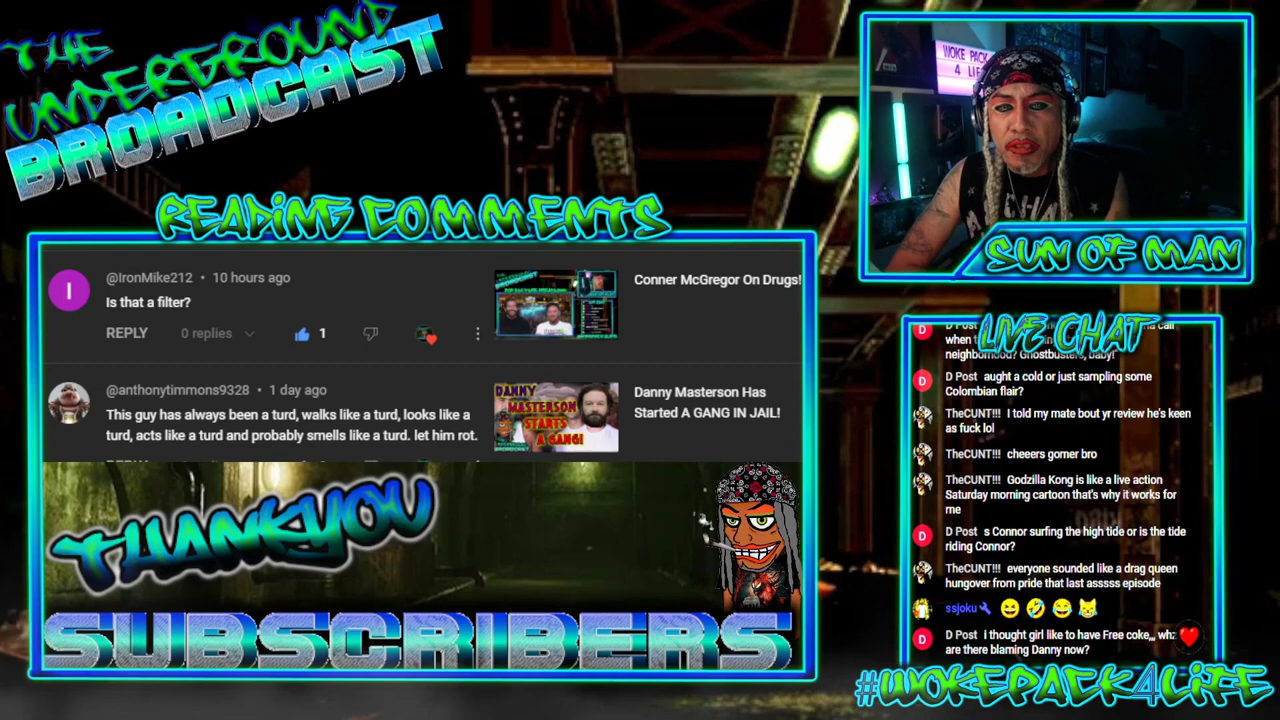 THE
UNDERGROUND
BROADCAST
READING COMMENTS
@IronMike212 • 10 hours ago
Is that a filter?
REPLY 0 replies
1
Conner McGregor On Drugs!
@anthonytimmons9328 • 1 day ago
This guy has always been a turd, walks like a turd, looks like a
turd, acts like a turd and probably smells like a turd. let him rot.
DANNY
MASTERSON
STARTS
A GANG!
Danny Masterson Has
Started A GANG IN JAIL!
THANKYOU
SUBSCRIBERS
WOKE PACK
4 LIFE
SUN OF MAN
LIVE CHAT
D Post
call
when
neighborhood? Ghostbusters, baby!
D Post aught a cold or just sampling some
Colombian flair?
TheCUNT!!! I told my mate bout yr review he's keen
as fuck lol
TheCUNT!!! cheeers gomer bro
TheCUNT!!! Godzilla Kong is like a live action
Saturday morning cartoon that's why it works for
me
D Post s Connor surfing the high tide or is the tide
riding Connor?
TheCUNT!!! everyone sounded like a drag queen
hungover from pride that last asssss episode
ssjoku 😆 🤣 😂 😹
D Post i thought girl like to have Free coke,,,
are there blaming Danny now?
#WOKEPACK4LIFE